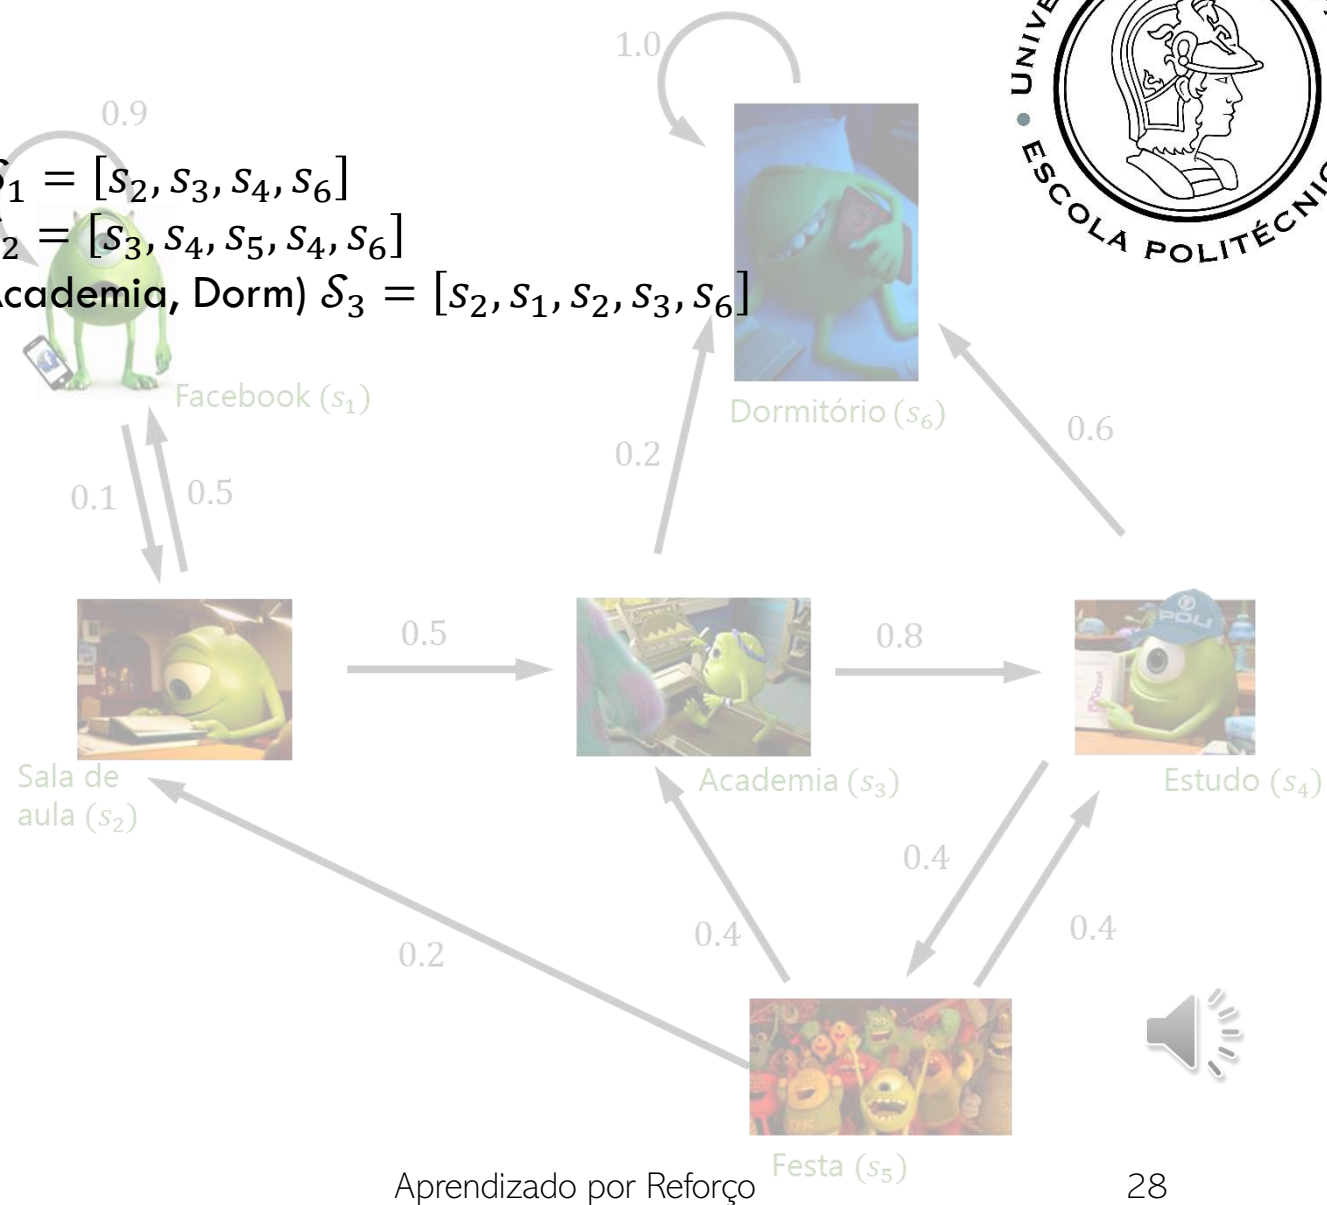 1.0
0.9
UNIVE
ESCOLA POLITÉCNI
𝒮₁ = [s₂, s₃, s₄, s₆]
₂ = [s₃, s₄, s₅, s₄, s₆]
cademia, Dorm) 𝒮₃ = [s₂, s₁, s₂, s₃, s₆]
Facebook (s₁)
Dormitório (s₆)
0.6
0.2
0.1
0.5
POLI
0.5
0.8
Sala de
aula (s₂)
Academia (s₃)
Estudo (s₄)
0.4
0.2
0.4
0.4
Festa (s₅)
Aprendizado por Reforço
28